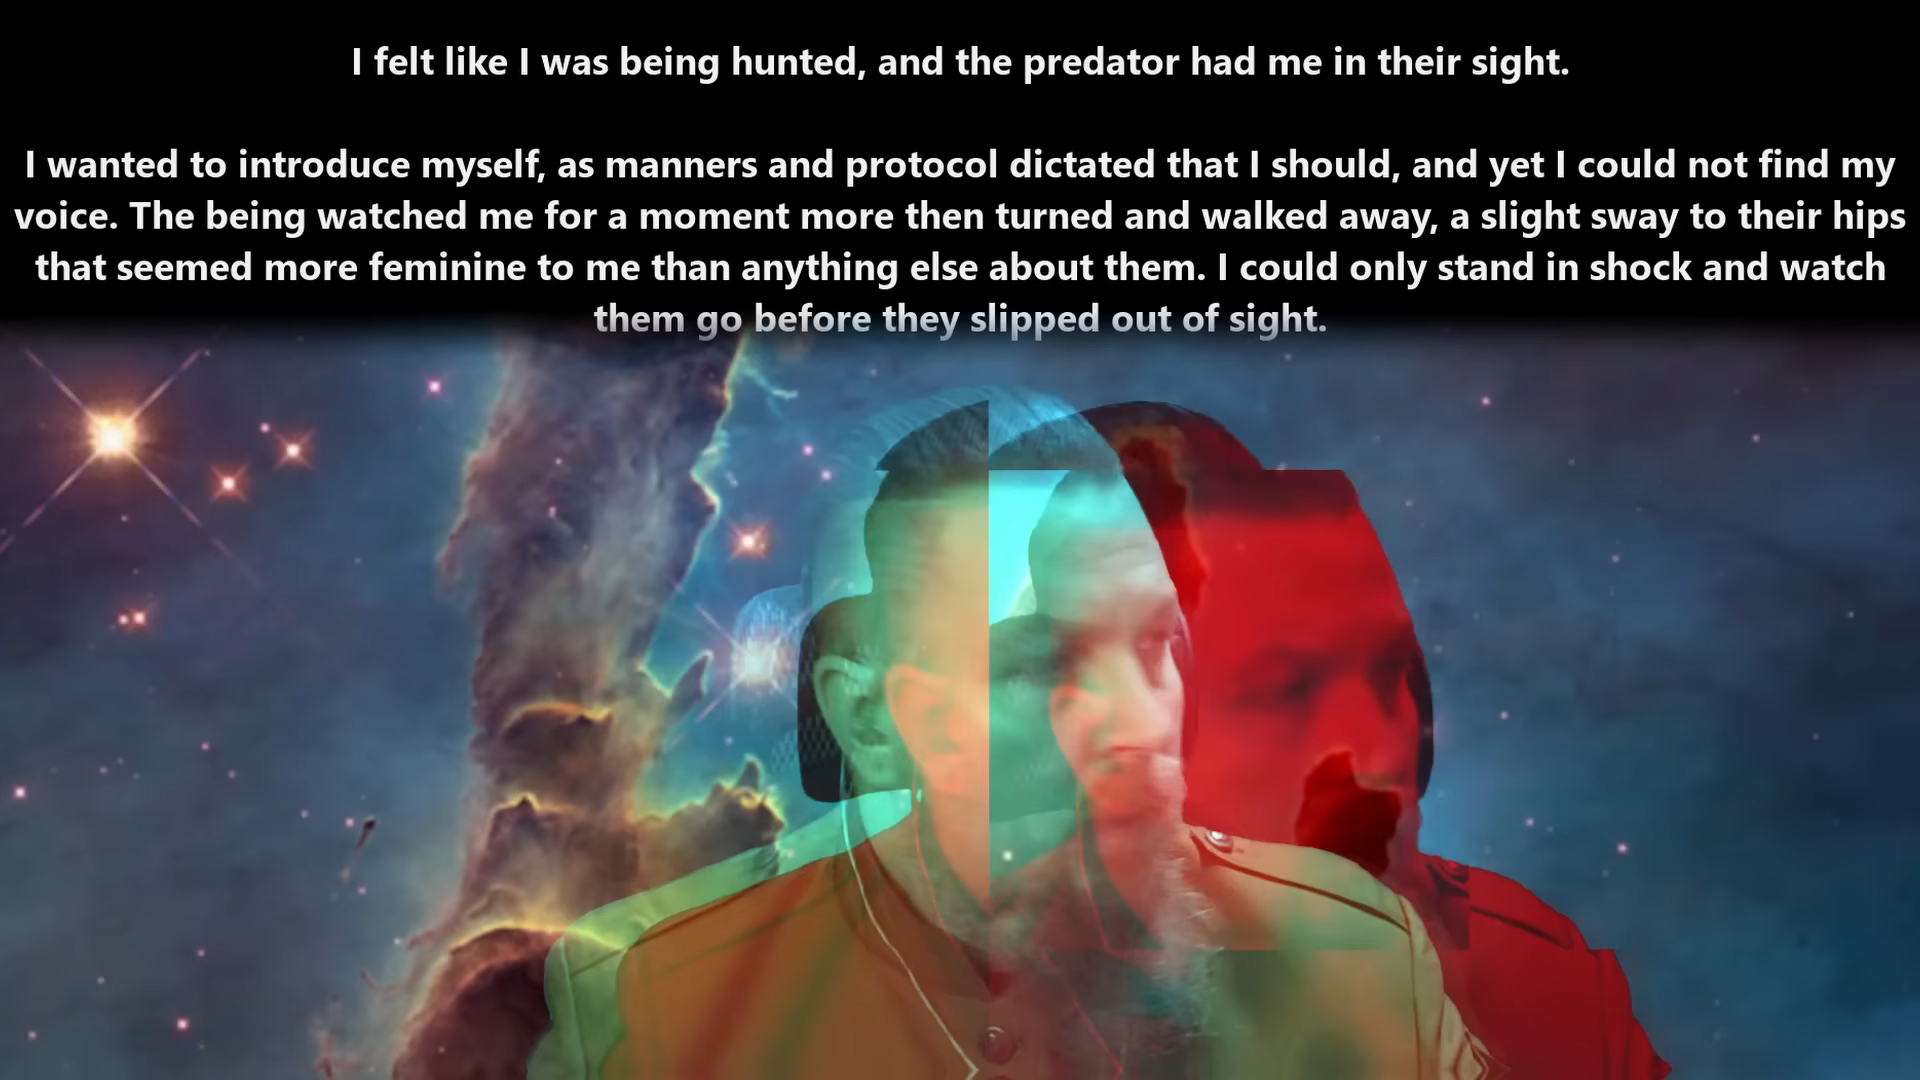 I felt like I was being hunted, and the predator had me in their sight.
I wanted to introduce myself, as manners and protocol dictated that I should, and yet I could not find my
voice. The being watched me for a moment more then turned and walked away, a slight sway to their hips
that seemed more feminine to me than anything else about them. I could only stand in shock and watch
them go before they slipped out of sight.